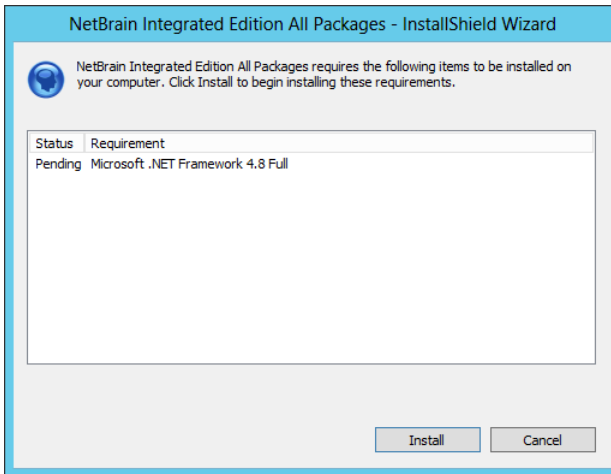 NetBrain Integrated Edition All Packages - InstallShield Wizard
NetBrain Integrated Edition All Packages requires the following items to be installed on
your computer. Click Install to begin installing these requirements.
Status Requirement
Pending Microsoft .NET Framework 4.8 Full
Install Cancel